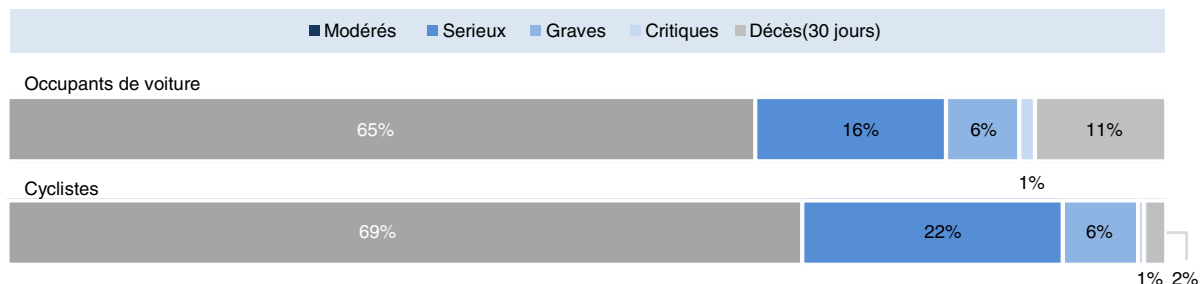 Modérés Serieux Graves Critiques Décès(30 jours)
Occupants de voiture
65% 16% 6% 11%
1%
Cyclistes
69% 22% 6%
1% 2%